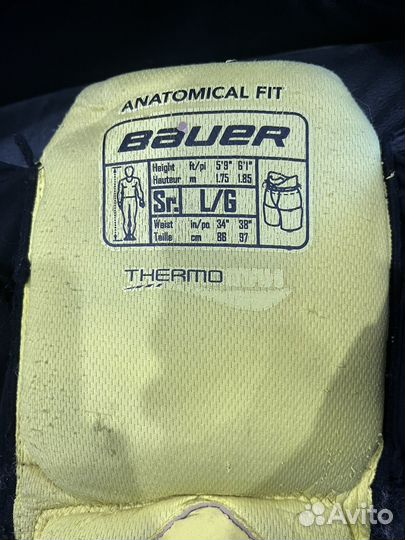 ANATOMICAL FIT
BAUER
Height ft/pi 5'9" 6'1"
Hauteur m 1.75 1.85
Sr. L/G
Waist in/po 34" 38"
Taille cm 86 97
THERMO
Avito